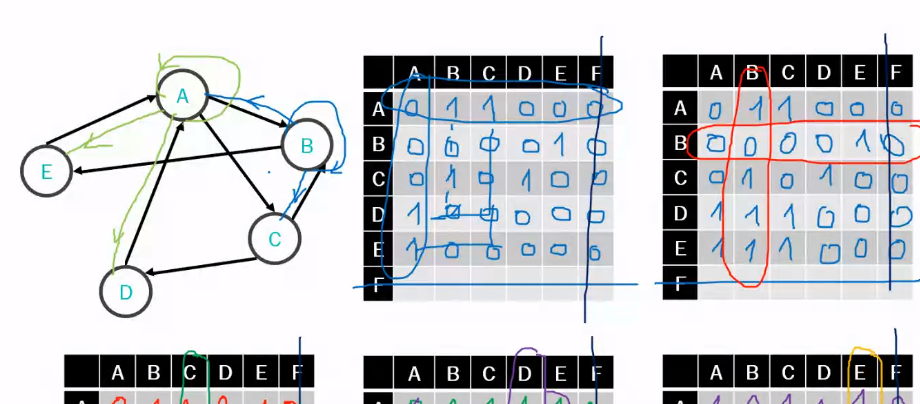 A
B
E
C
D
A B C D E F
A 0 1 1 0 0 0
B 0 0 0 0 1 0
C 0 1 0 1 0 0
D 1 0 0 0 0 0
E 1 0 0 0 0 0
F
A B C D E F
A 0 1 1 0 0 0
B 0 0 0 0 1 0
C 0 1 0 1 0 0
D 1 1 1 0 0 0
E 1 1 1 0 0 0
F
A B C D E F
A B C D E F
A B C D E F